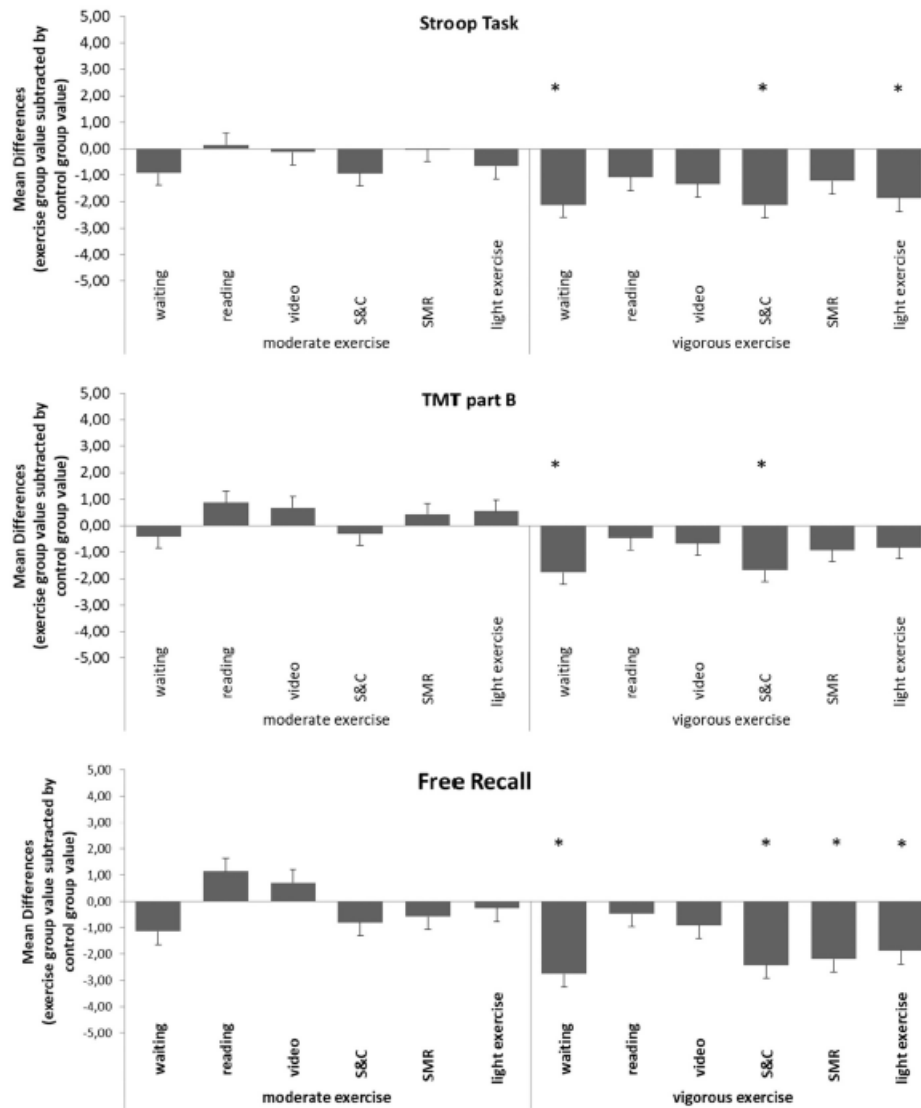 Stroop Task
Mean Differences
(exercise group value subtracted by
control group value)
5,00
4,00
3,00
2,00
1,00
0,00
-1,00
-2,00
-3,00
-4,00
-5,00
* * *
waiting
reading
video
S&C
SMR
light exercise
waiting
reading
video
S&C
SMR
light exercise
moderate exercise
vigorous exercise
TMT part B
Mean Differences
(exercise group value subtracted by
control group value)
5,00
4,00
3,00
2,00
1,00
0,00
-1,00
-2,00
-3,00
-4,00
-5,00
* *
waiting
reading
video
S&C
SMR
light exercise
waiting
reading
video
S&C
SMR
light exercise
moderate exercise
vigorous exercise
Free Recall
Mean Differences
(exercise group value subtracted by
control group value)
5,00
4,00
3,00
2,00
1,00
0,00
-1,00
-2,00
-3,00
-4,00
-5,00
* * * *
waiting
reading
video
S&C
SMR
light exercise
waiting
reading
video
S&C
SMR
light exercise
moderate exercise
vigorous exercise